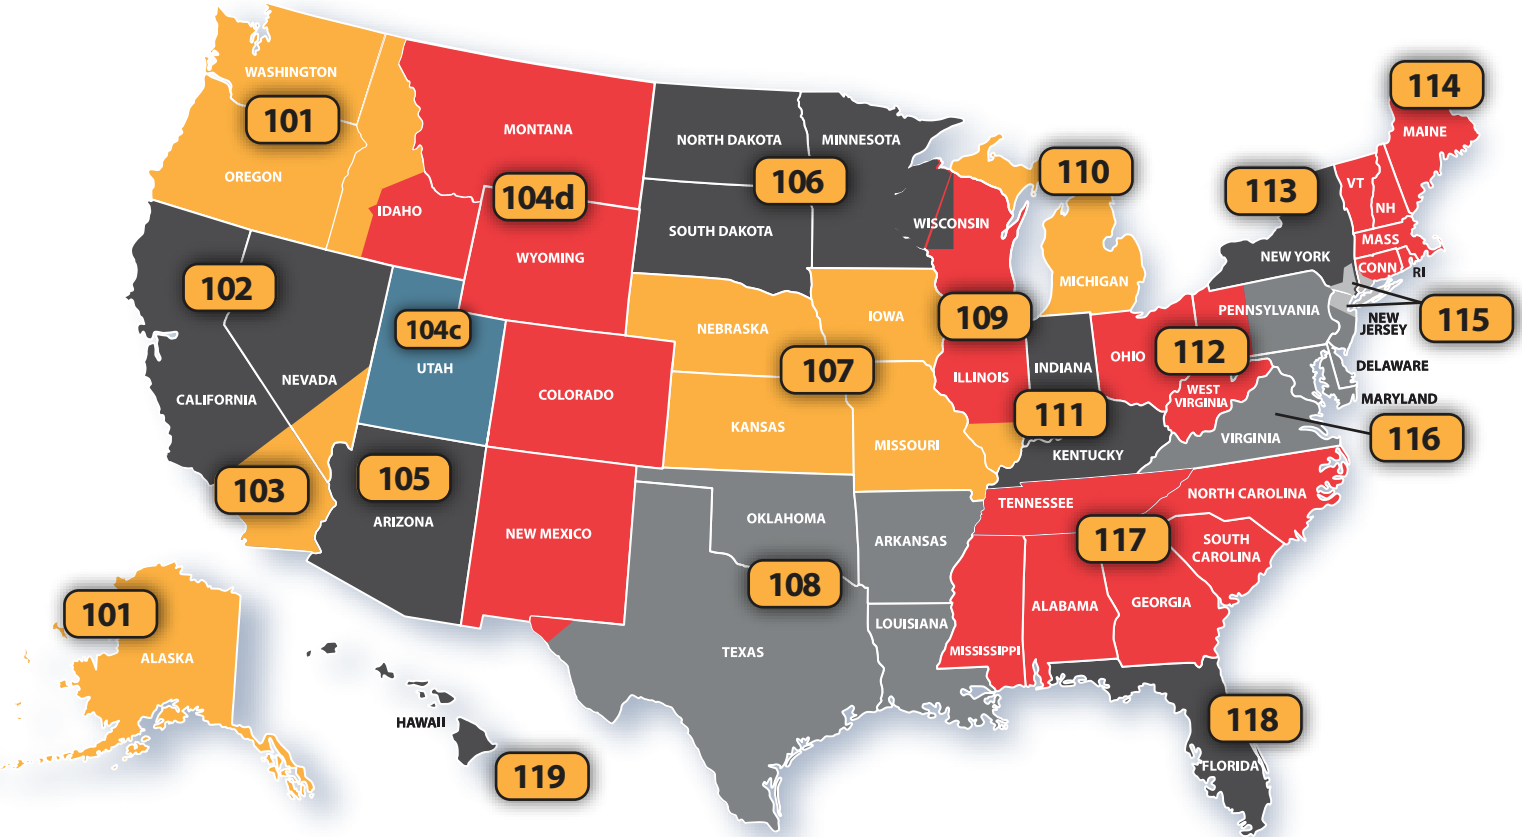 WASHINGTON
101
OREGON
MONTANA
IDAHO
104d
WYOMING
NORTH DAKOTA
MINNESOTA
106
SOUTH DAKOTA
WISCONSIN
110
MICHIGAN
114
MAINE
113
VT
NH
MASS
NEW YORK
CONN
RI
102
NEVADA
CALIFORNIA
104c
UTAH
COLORADO
NEBRASKA
IOWA
107
KANSAS
MISSOURI
109
ILLINOIS
INDIANA
111
KENTUCKY
OHIO
112
WEST
VIRGINIA
PENNSYLVANIA
NEW
JERSEY
115
DELAWARE
MARYLAND
116
VIRGINIA
103
105
ARIZONA
NEW MEXICO
OKLAHOMA
ARKANSAS
108
TEXAS
LOUISIANA
TENNESSEE
NORTH CAROLINA
117
SOUTH
CAROLINA
MISSISSIPPI
ALABAMA
GEORGIA
118
FLORIDA
101
ALASKA
HAWAII
119